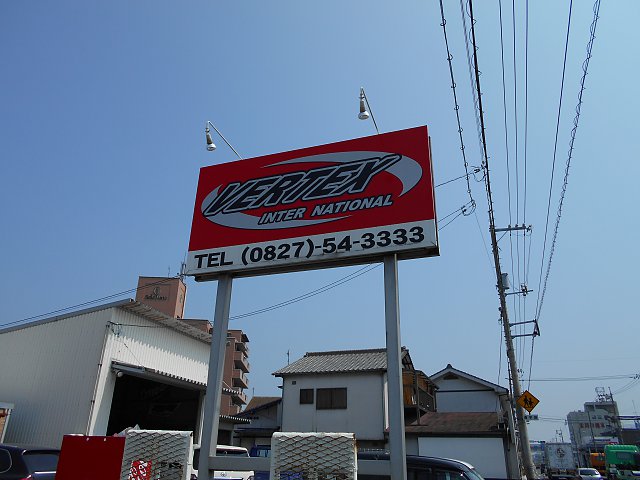 VERTEX
INTER NATIONAL
TEL (0827)-54-3333